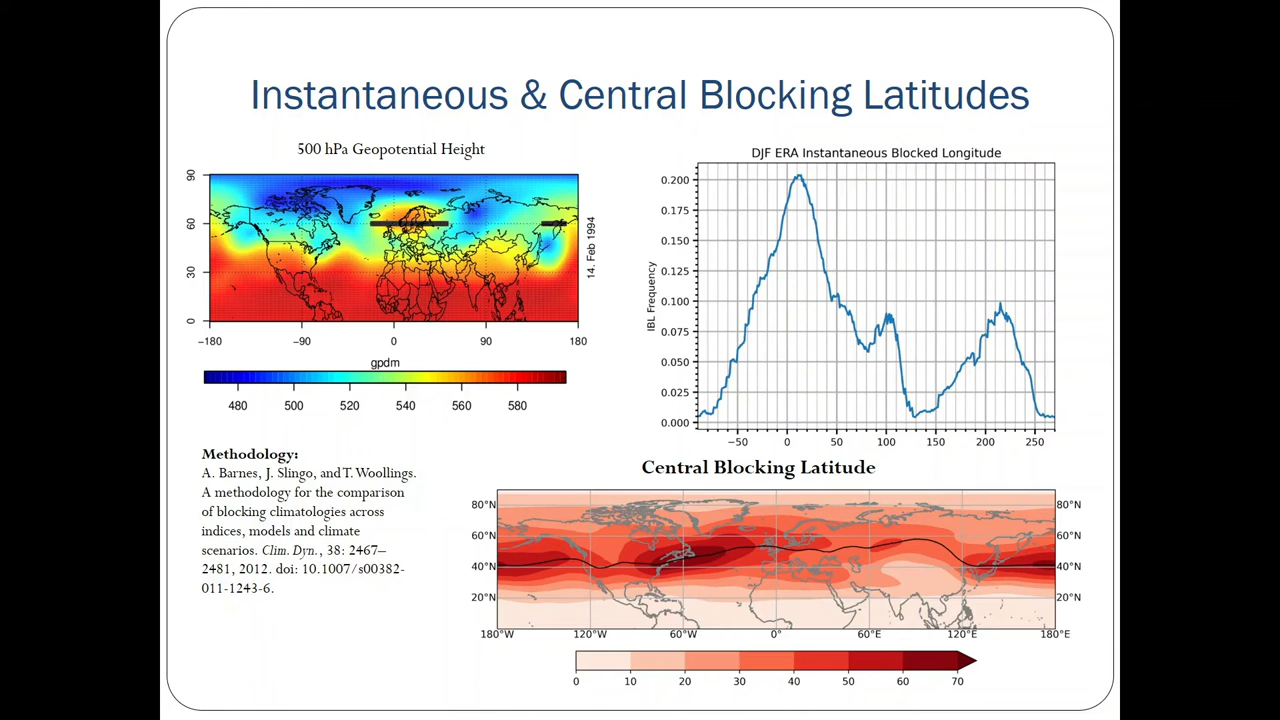 Instantaneous & Central Blocking Latitudes
500 hPa Geopotential Height
90
60
30
0
−180
−90
0
90
180
14. Feb 1994
gpdm
480
500
520
540
560
580
DJF ERA Instantaneous Blocked Longitude
IBL Frequency
0.200
0.175
0.150
0.125
0.100
0.075
0.050
0.025
0.000
−50
0
50
100
150
200
250
Methodology:
A. Barnes, J. Slingo, and T. Woollings.
A methodology for the comparison
of blocking climatologies across
indices, models and climate
scenarios. Clim. Dyn., 38: 2467–
2481, 2012. doi: 10.1007/s00382-
011-1243-6.
Central Blocking Latitude
80°N
60°N
40°N
20°N
80°N
60°N
40°N
20°N
180°W
120°W
60°W
0°
60°E
120°E
180°E
0
10
20
30
40
50
60
70